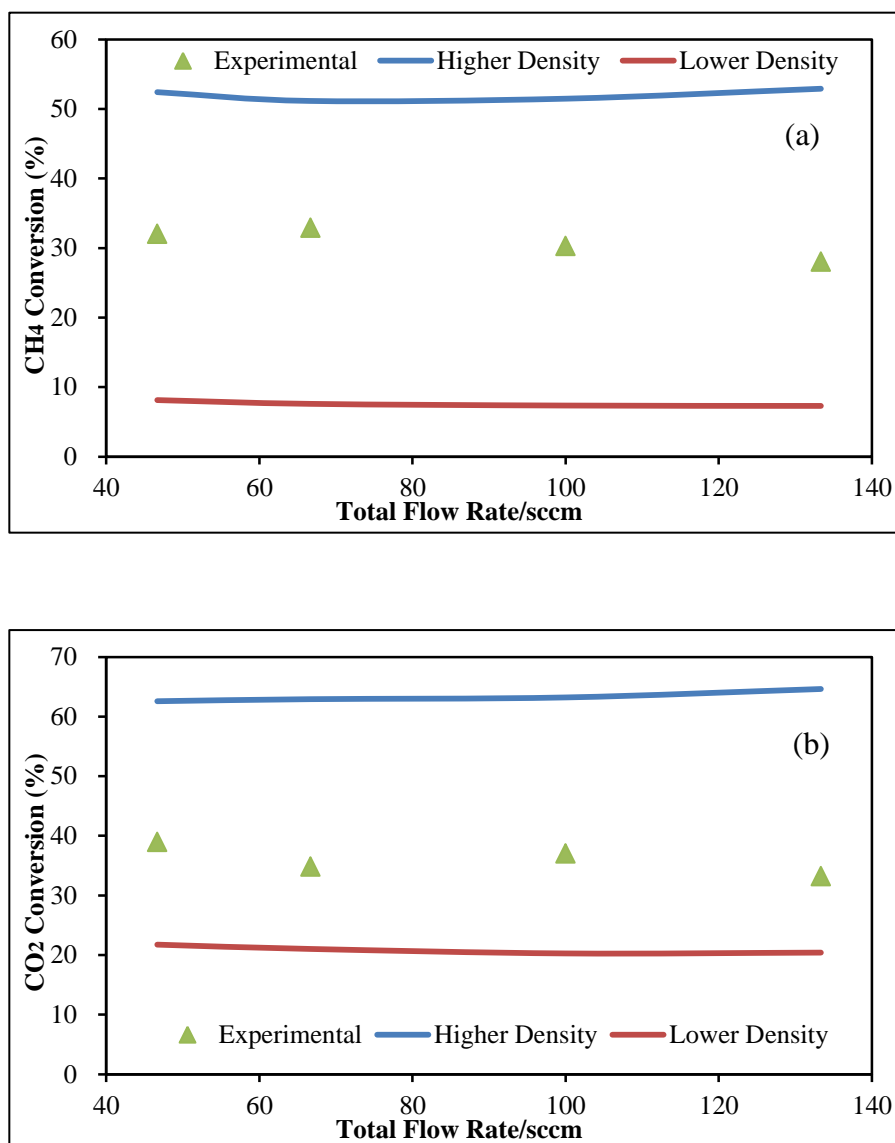 60
Experimental Higher Density Lower Density
50
(a)
40
30
20
10
0
CH4 Conversion (%)
40 60 80 100 120 140
Total Flow Rate/sccm
70
60
(b)
50
40
30
20
10
Experimental Higher Density Lower Density
0
CO2 Conversion (%)
40 60 80 100 120 140
Total Flow Rate/sccm